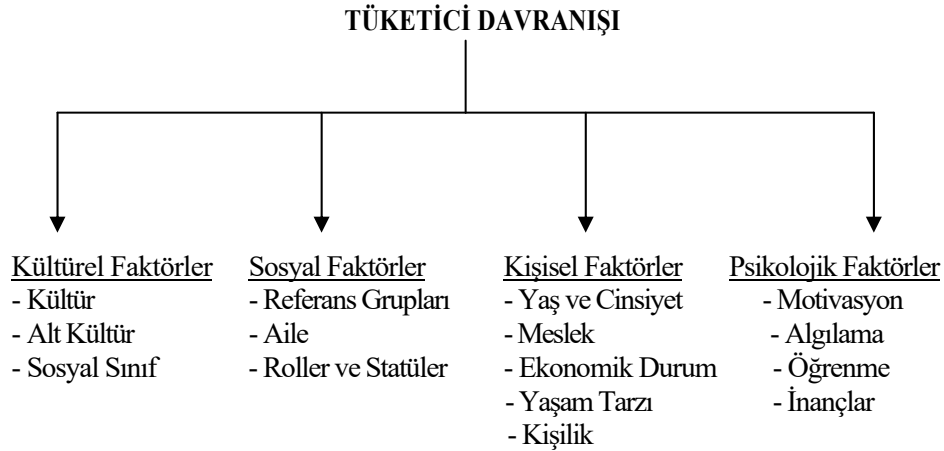 TÜKETİCİ DAVRANIŞI
Kültürel Faktörler
- Kültür
- Alt Kültür
- Sosyal Sınıf
Sosyal Faktörler
- Referans Grupları
- Aile
- Roller ve Statüler
Kişisel Faktörler
- Yaş ve Cinsiyet
- Meslek
- Ekonomik Durum
- Yaşam Tarzı
- Kişilik
Psikolojik Faktörler
- Motivasyon
- Algılama
- Öğrenme
- İnançlar